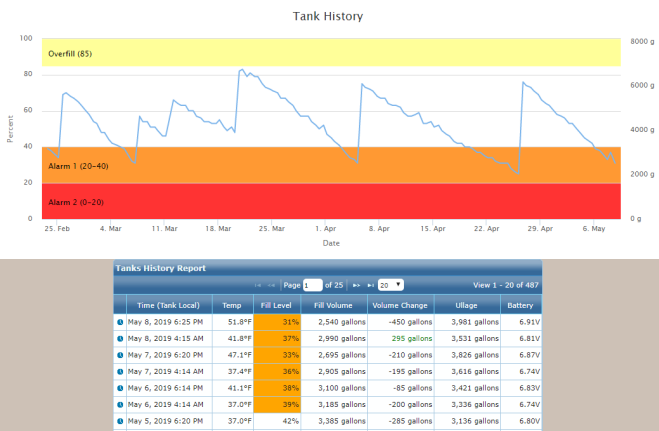 Tank History
100
8000 g
Overfill (85)
80
6000 g
60
4000 g
40
Alarm 1 (20-40)
2000 g
20
Alarm 2 (0-20)
0
0 g
Percent
25. Feb 4. Mar 11. Mar 18. Mar 25. Mar 1. Apr 8. Apr 15. Apr 22. Apr 29. Apr 6. May
Date
Tanks History Report
Page 1 of 25 20 View 1 - 20 of 487
Time (Tank Local) Temp Fill Level Fill Volume Volume Change Ullage Battery
May 8, 2019 6:25 PM 51.8°F 31% 2,540 gallons -450 gallons 3,981 gallons 6.91V
May 8, 2019 4:15 AM 41.8°F 37% 2,990 gallons 295 gallons 3,531 gallons 6.81V
May 7, 2019 6:20 PM 47.1°F 33% 2,695 gallons -210 gallons 3,826 gallons 6.87V
May 7, 2019 4:14 AM 37.4°F 36% 2,905 gallons -195 gallons 3,616 gallons 6.74V
May 6, 2019 6:14 PM 41.1°F 38% 3,100 gallons -85 gallons 3,421 gallons 6.83V
May 6, 2019 4:14 AM 37.0°F 39% 3,185 gallons -200 gallons 3,336 gallons 6.74V
May 5, 2019 6:20 PM 37.0°F 42% 3,385 gallons -285 gallons 3,136 gallons 6.80V